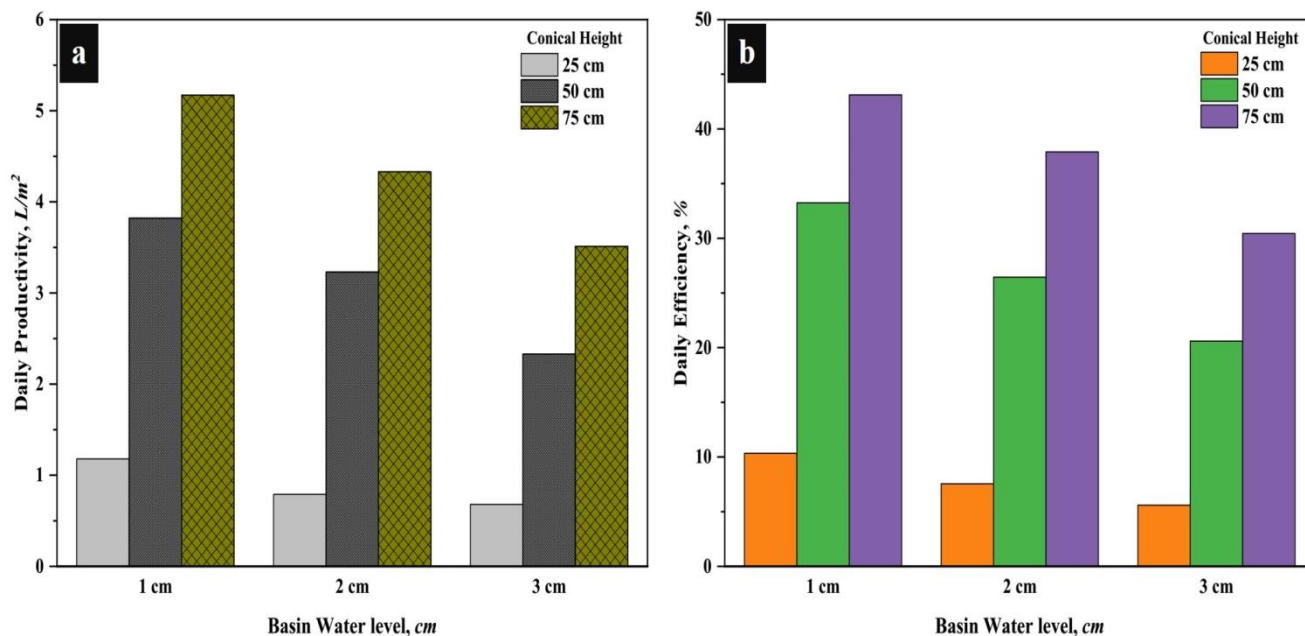 a
Daily Productivity, L/m²
6
5
4
3
2
1
0
Conical Height
25 cm
50 cm
75 cm
1 cm
2 cm
3 cm
Basin Water level, cm
b
Daily Efficiency, %
50
40
30
20
10
0
Conical Height
25 cm
50 cm
75 cm
1 cm
2 cm
3 cm
Basin Water level, cm